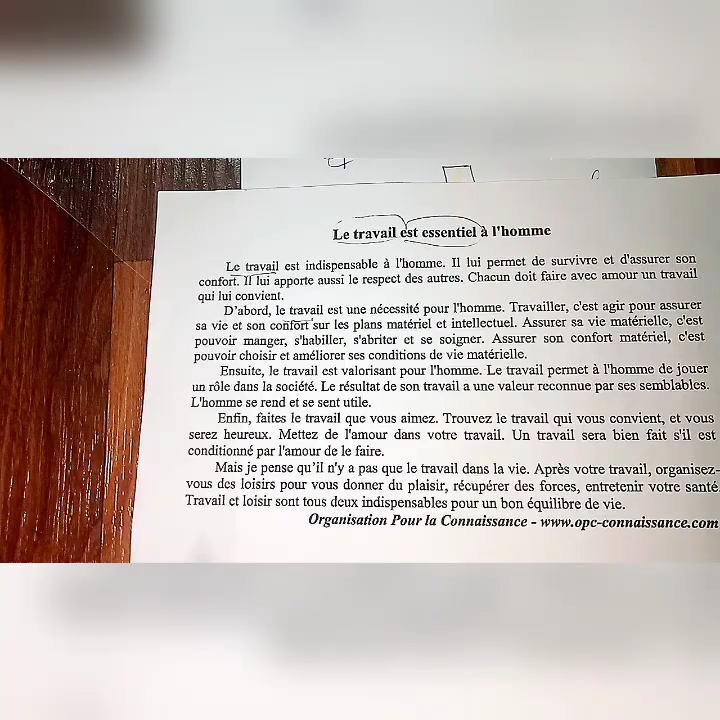 Le travail est essentiel à l'homme
Le travail est indispensable à l'homme. Il lui permet de survivre et d'assurer son
confort. Il lui apporte aussi le respect des autres. Chacun doit faire avec amour un travail
qui lui convient.
D'abord, le travail est une nécessité pour l'homme. Travailler, c'est agir pour assurer
sa vie et son confort sur les plans matériel et intellectuel. Assurer sa vie matérielle, c'est
pouvoir manger, s'habiller, s'abriter et se soigner. Assurer son confort matériel, c'est
pouvoir choisir et améliorer ses conditions de vie matérielle.
Ensuite, le travail est valorisant pour l'homme. Le travail permet à l'homme de jouer
un rôle dans la société. Le résultat de son travail a une valeur reconnue par ses semblables.
L'homme se rend et se sent utile.
Enfin, faites le travail que vous aimez. Trouvez le travail qui vous convient, et vous
serez heureux. Mettez de l'amour dans votre travail. Un travail sera bien fait s'il est
conditionné par l'amour de le faire.
Mais je pense qu'il n'y a pas que le travail dans la vie. Après votre travail, organisez-
vous des loisirs pour vous donner du plaisir, récupérer des forces, entretenir votre santé.
Travail et loisir sont tous deux indispensables pour un bon équilibre de vie.
Organisation Pour la Connaissance - www.opc-connaissance.com